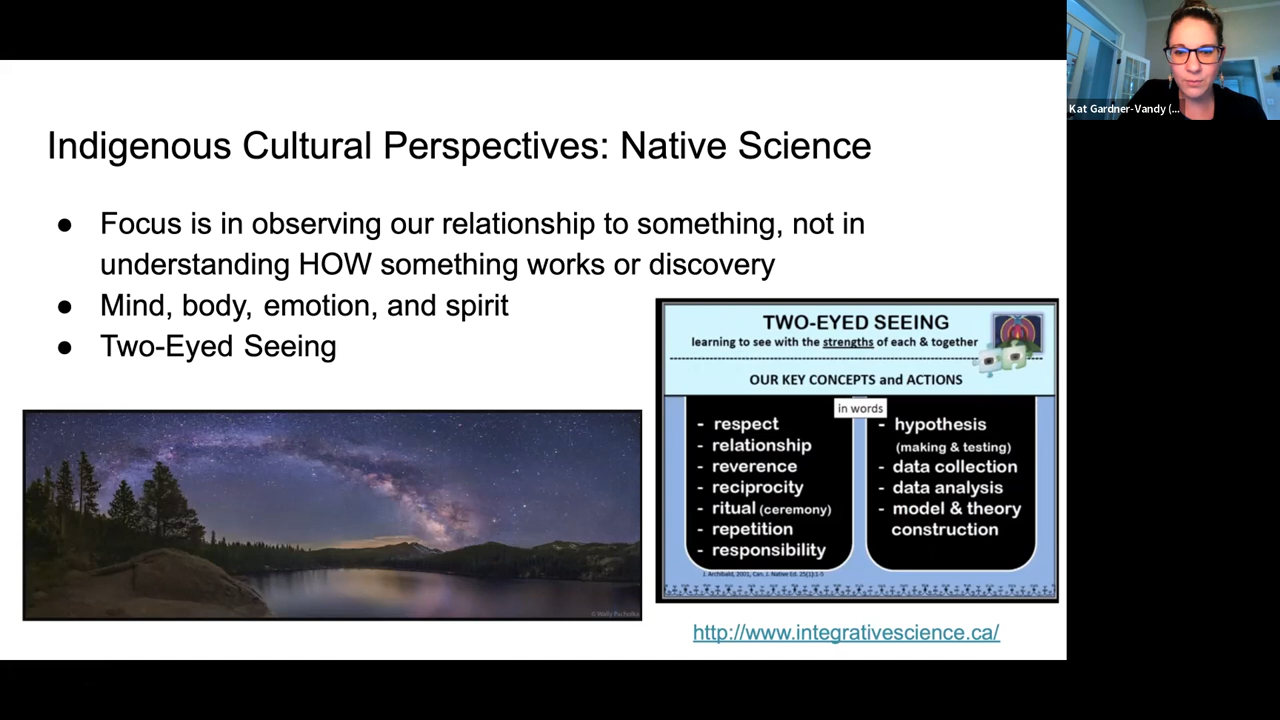 Kat Gardner-Vandy (...
Indigenous Cultural Perspectives: Native Science
● Focus is in observing our relationship to something, not in
understanding HOW something works or discovery
● Mind, body, emotion, and spirit
● Two-Eyed Seeing
TWO-EYED SEEING
learning to see with the strengths of each & together
OUR KEY CONCEPTS and ACTIONS
in words
- respect
- relationship
- reverence
- reciprocity
- ritual (ceremony)
- repetition
- responsibility
- hypothesis
(making & testing)
- data collection
- data analysis
- model & theory
construction
J. Archibald, 2001, Can. J. Native Ed. 25(1):1-5
© Wally Pacholka
http://www.integrativescience.ca/